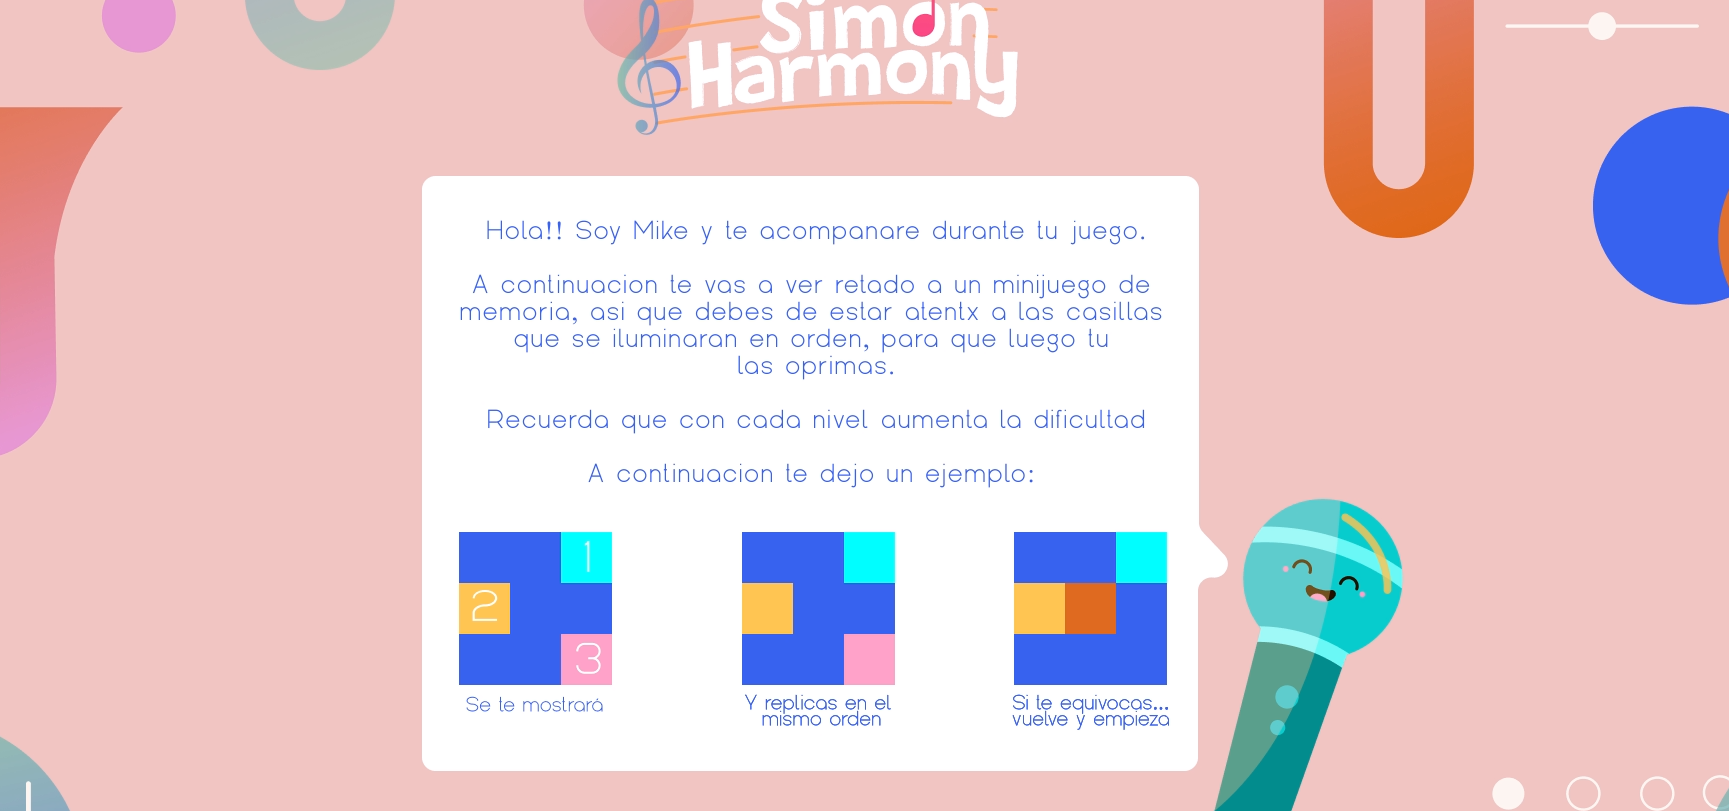 Simon
Harmony
Hola!! Soy Mike y te acompanare durante tu juego.
A continuacion te vas a ver retado a un minijuego de
memoria, asi que debes de estar atentx a las casillas
que se iluminaran en orden, para que luego tu
las oprimas.
Recuerda que con cada nivel aumenta la dificultad
A continuacion te dejo un ejemplo:
1
2
3
Se te mostrará
Y replicas en el
mismo orden
Si te equivocas...
vuelve y empieza